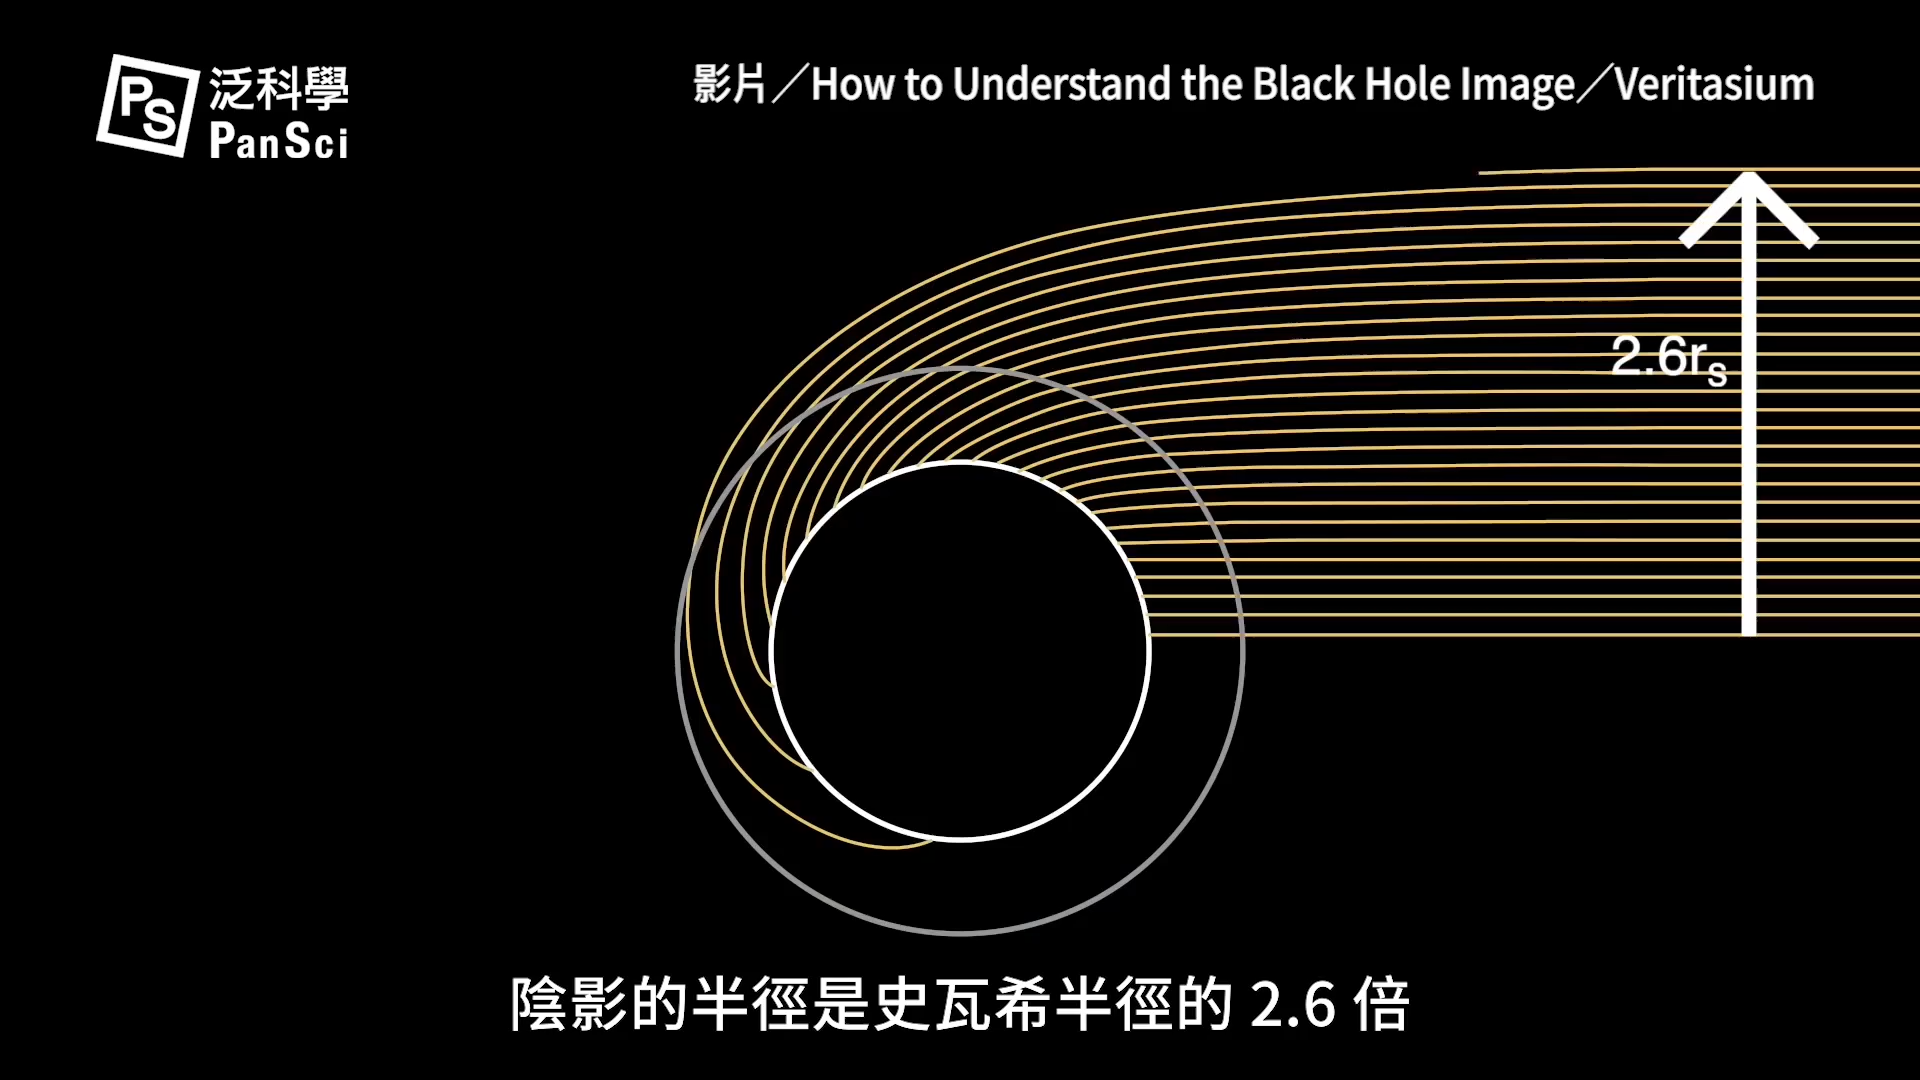 PS 泛科學
PanSci
影片／How to Understand the Black Hole Image／Veritasium
2.6rs
陰影的半徑是史瓦希半徑的 2.6 倍